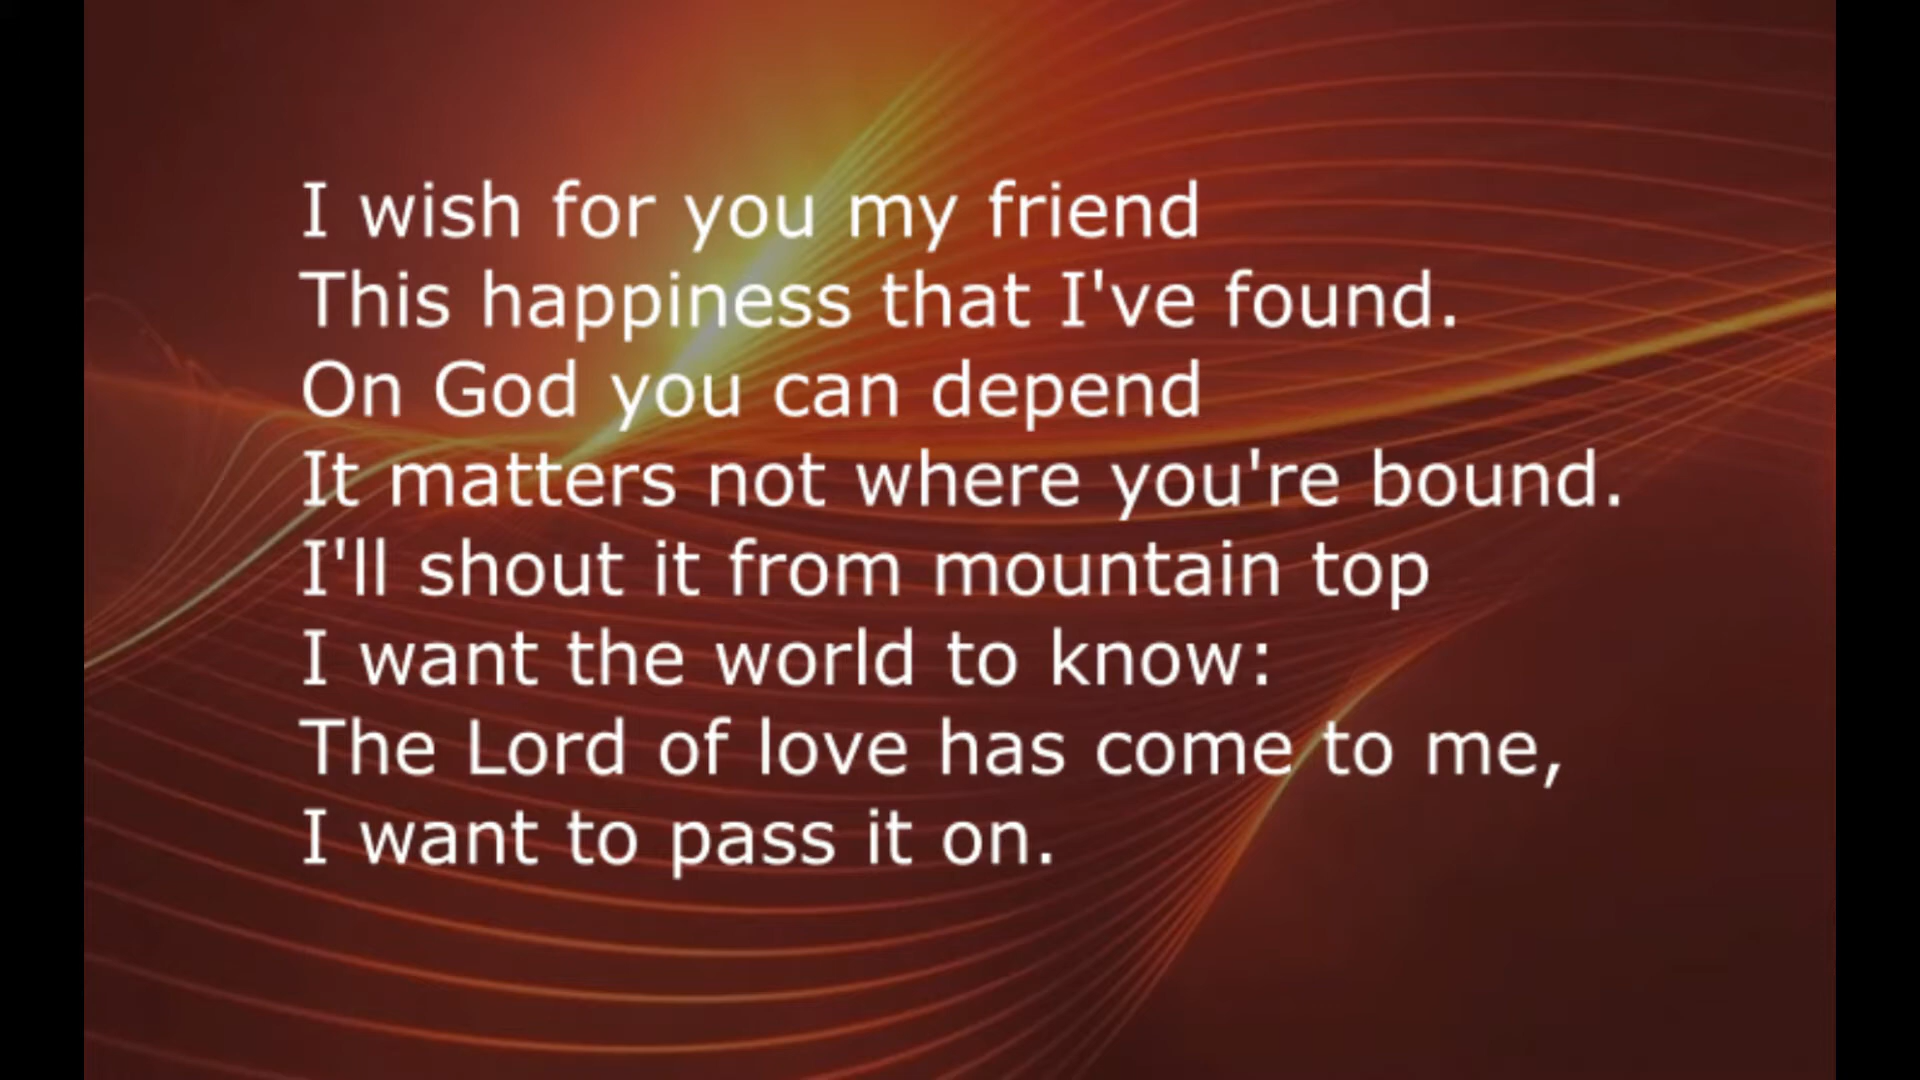 I wish for you my friend
This happiness that I've found.
On God you can depend
It matters not where you're bound.
I'll shout it from mountain top
I want the world to know:
The Lord of love has come to me,
I want to pass it on.